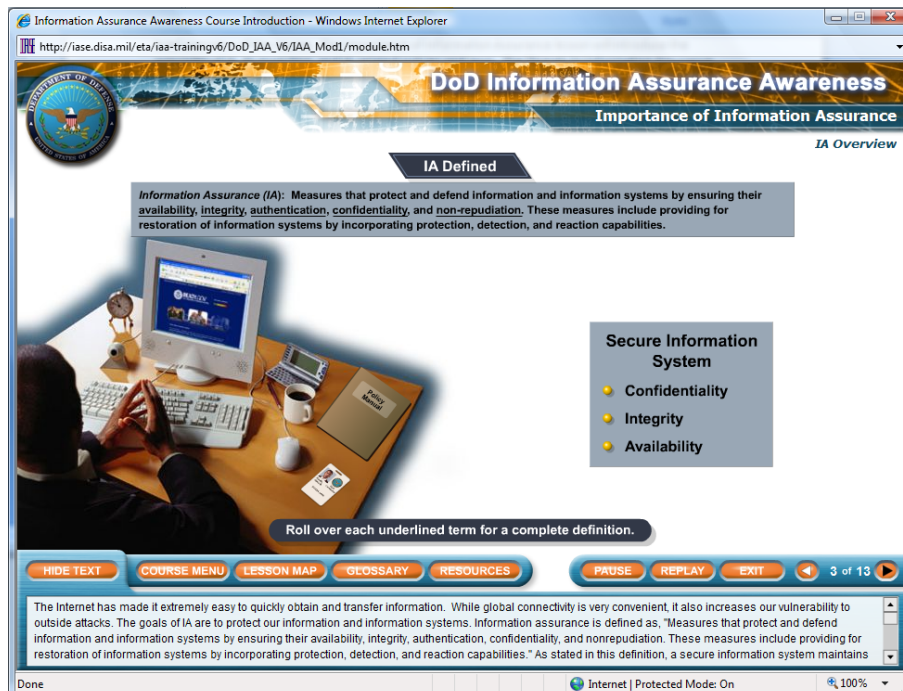 Information Assurance Awareness Course Introduction - Windows Internet Explorer
http://iase.disa.mil/eta/iaa-trainingv6/DoD_IAA_V6/IAA_Mod1/module.htm
DEPARTMENT OF DEFENSE
UNITED STATES OF AMERICA
DoD Information Assurance Awareness
Importance of Information Assurance
IA Overview
IA Defined
Information Assurance (IA): Measures that protect and defend information and information systems by ensuring their
availability, integrity, authentication, confidentiality, and non-repudiation. These measures include providing for
restoration of information systems by incorporating protection, detection, and reaction capabilities.
Policy
Manual
Secure Information
System
Confidentiality
Integrity
Availability
Roll over each underlined term for a complete definition.
HIDE TEXT COURSE MENU LESSON MAP GLOSSARY RESOURCES PAUSE REPLAY EXIT 3 of 13
The Internet has made it extremely easy to quickly obtain and transfer information. While global connectivity is very convenient, it also increases our vulnerability to
outside attacks. The goals of IA are to protect our information and information systems. Information assurance is defined as, "Measures that protect and defend
information and information systems by ensuring their availability, integrity, authentication, confidentiality, and nonrepudiation. These measures include providing for
restoration of information systems by incorporating protection, detection, and reaction capabilities." As stated in this definition, a secure information system maintains
Done Internet | Protected Mode: On 100%